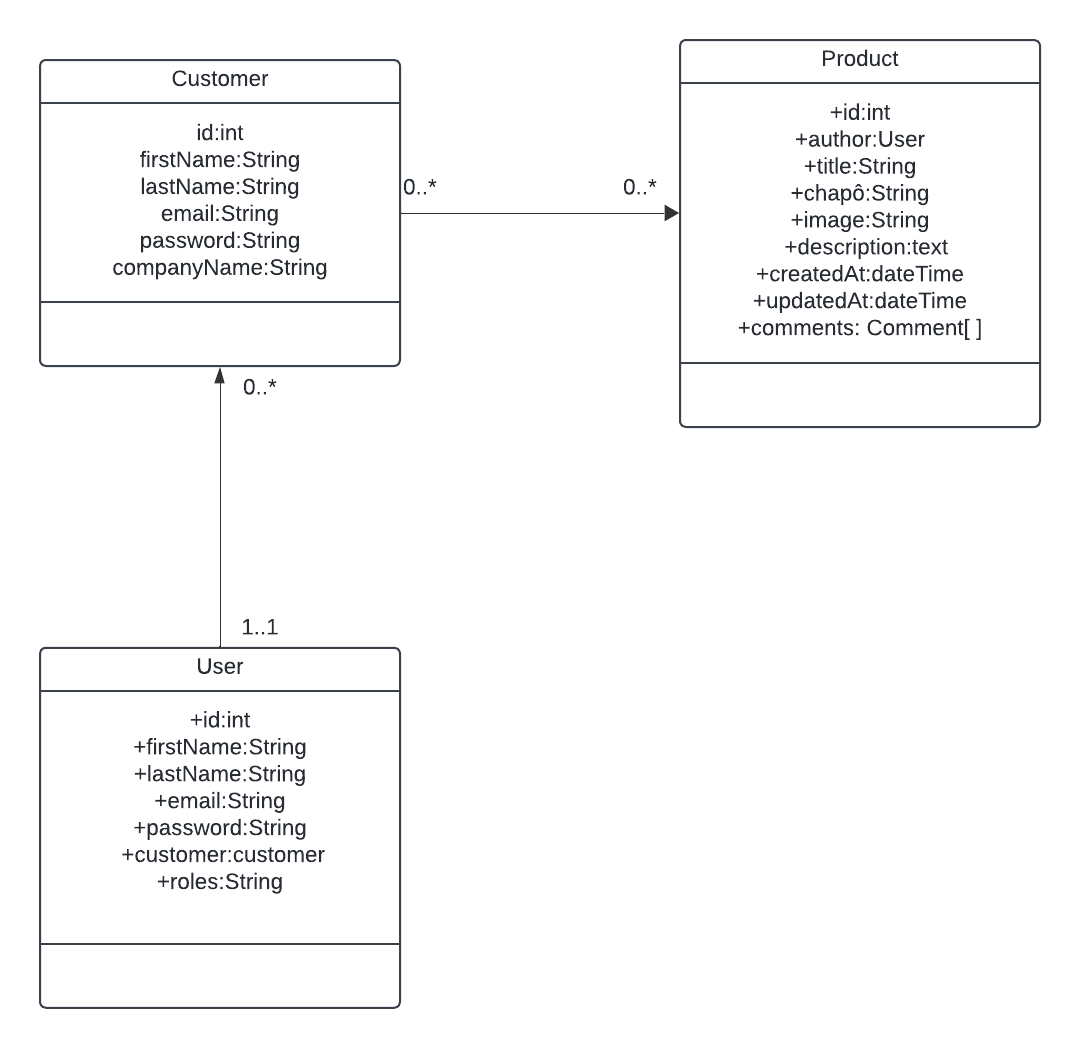 Customer
id:int
firstName:String
lastName:String
email:String
password:String
companyName:String
0..*
0..*
Product
+id:int
+author:User
+title:String
+chapô:String
+image:String
+description:text
+createdAt:dateTime
+updatedAt:dateTime
+comments: Comment[ ]
0..*
1..1
User
+id:int
+firstName:String
+lastName:String
+email:String
+password:String
+customer:customer
+roles:String